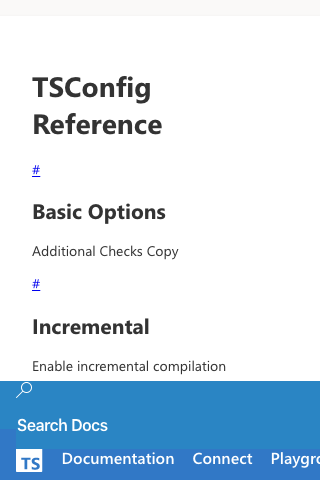 TSConfig
Reference
#
Basic Options
Additional Checks Copy
#
Incremental
Enable incremental compilation
Search Docs
TS Documentation Connect Playgro